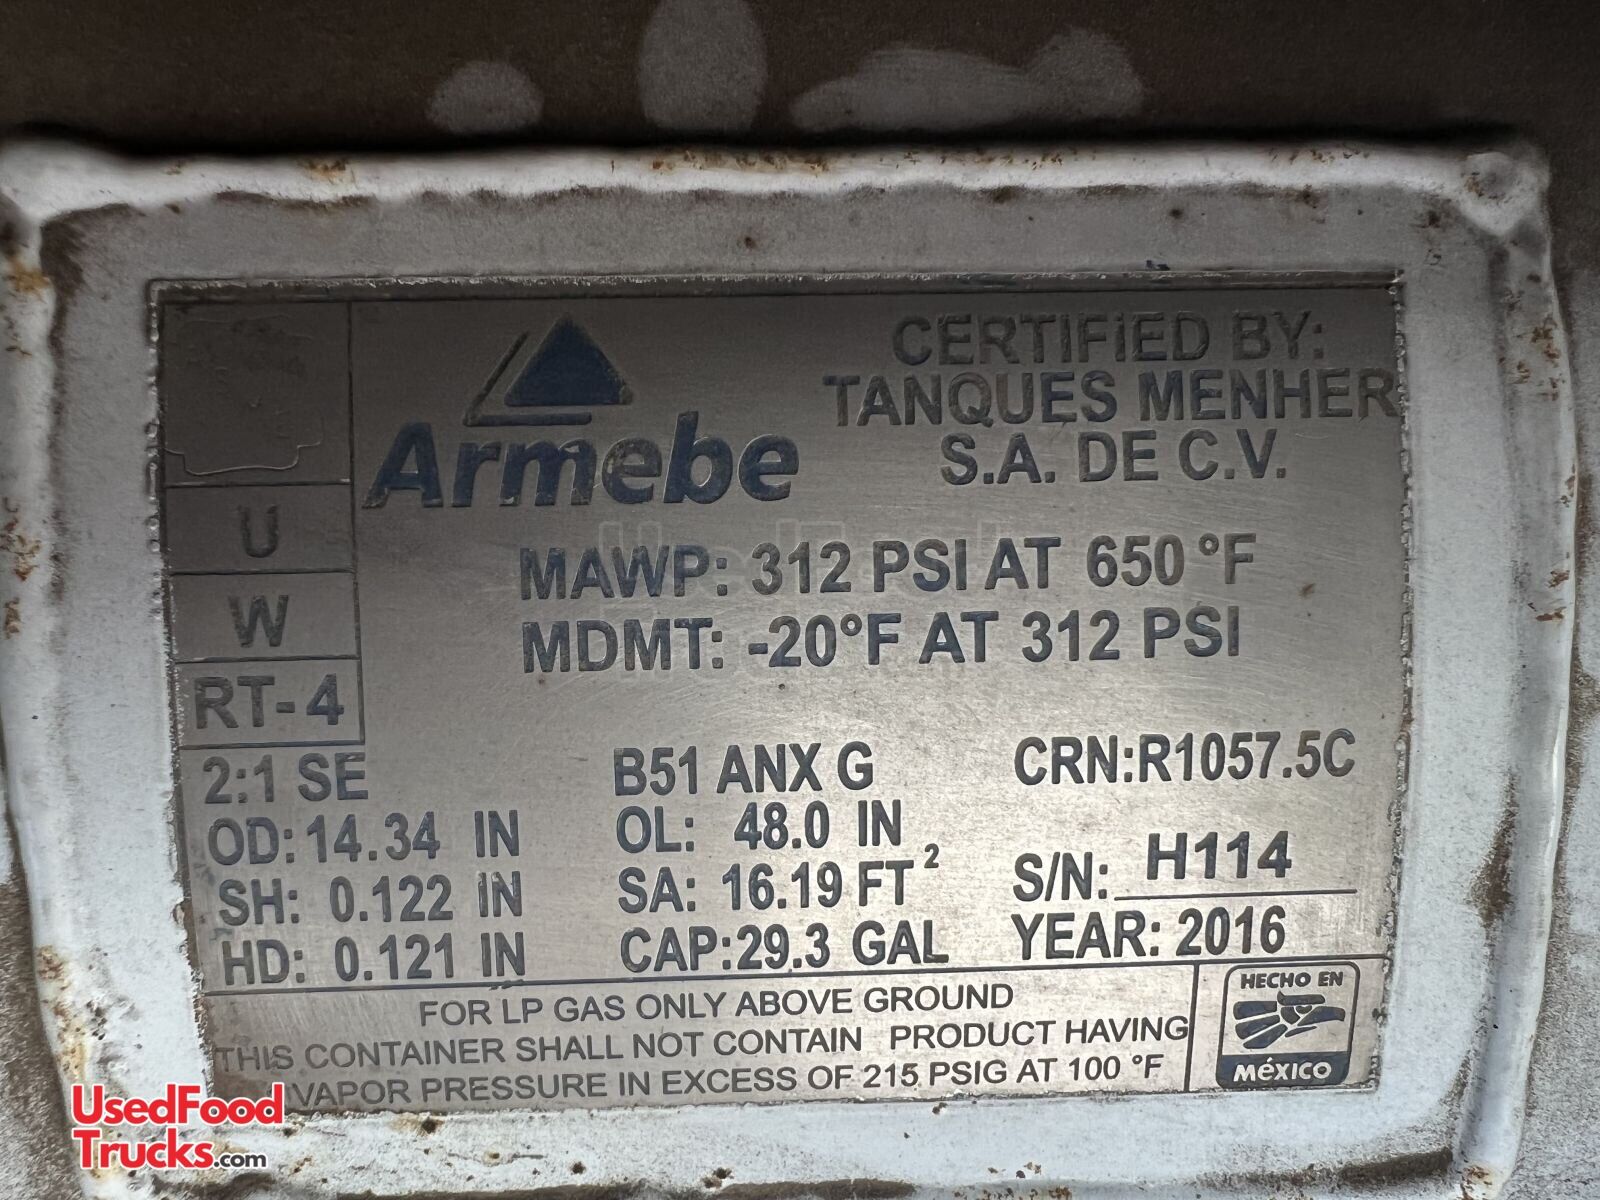 Armebe
CERTIFiED BY:
TANQUES MENHER
S.A. DE C.V.
U
W
RT-4
MAWP: 312 PSI AT 650 °F
MDMT: -20°F AT 312 PSI
2:1 SE B51 ANX G CRN:R1057.5C
OD: 14.34 IN OL: 48.0 IN
SH: 0.122 IN SA: 16.19 FT² S/N: H114
HD: 0.121 IN CAP: 29.3 GAL YEAR: 2016
FOR LP GAS ONLY ABOVE GROUND
THIS CONTAINER SHALL NOT CONTAIN PRODUCT HAVING
VAPOR PRESSURE IN EXCESS OF 215 PSIG AT 100 °F
HECHO EN
MéXICO
UsedFood
Trucks.com